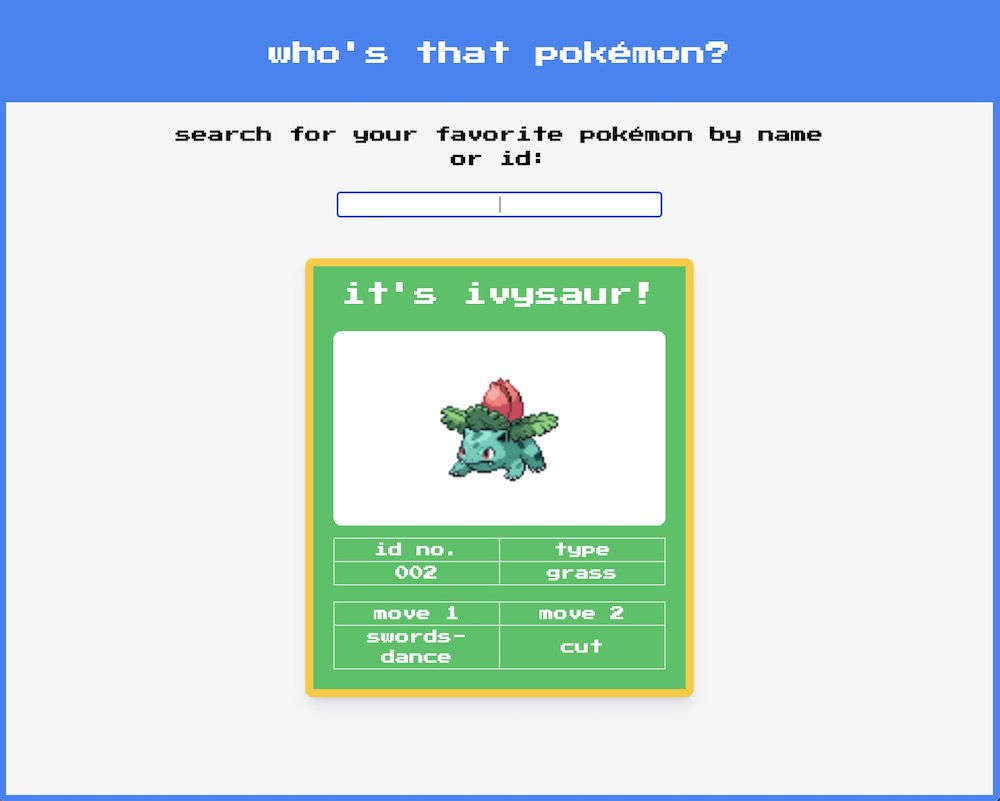 who's that pokémon?
search for your favorite pokémon by name
or id:
it's ivysaur!
id no. type
002 grass
move 1 move 2
swords-
dance cut